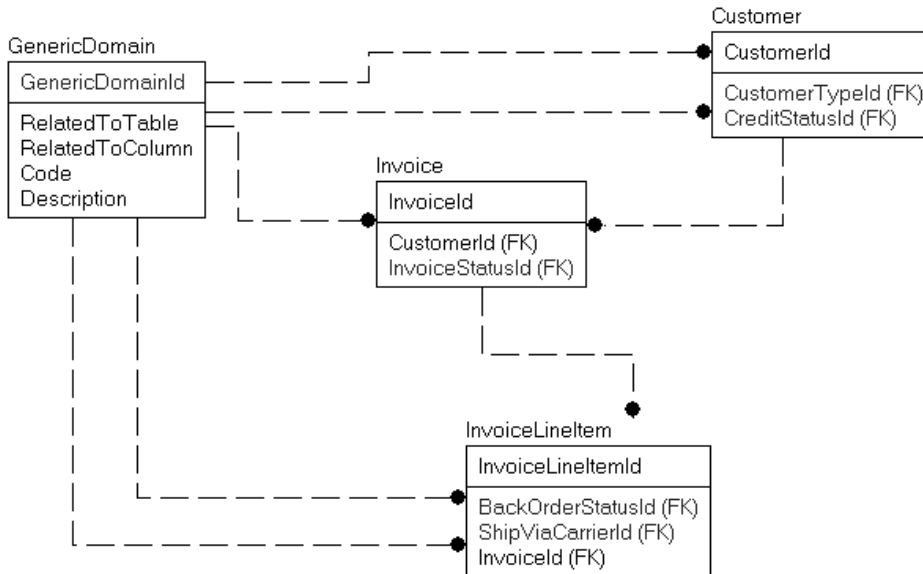 Customer
CustomerId
CustomerTypeId (FK)
CreditStatusId (FK)
GenericDomain
GenericDomainId
RelatedToTable
RelatedToColumn
Code
Description
Invoice
InvoiceId
CustomerId (FK)
InvoiceStatusId (FK)
InvoiceLineItem
InvoiceLineItemId
BackOrderStatusId (FK)
ShipViaCarrierId (FK)
InvoiceId (FK)